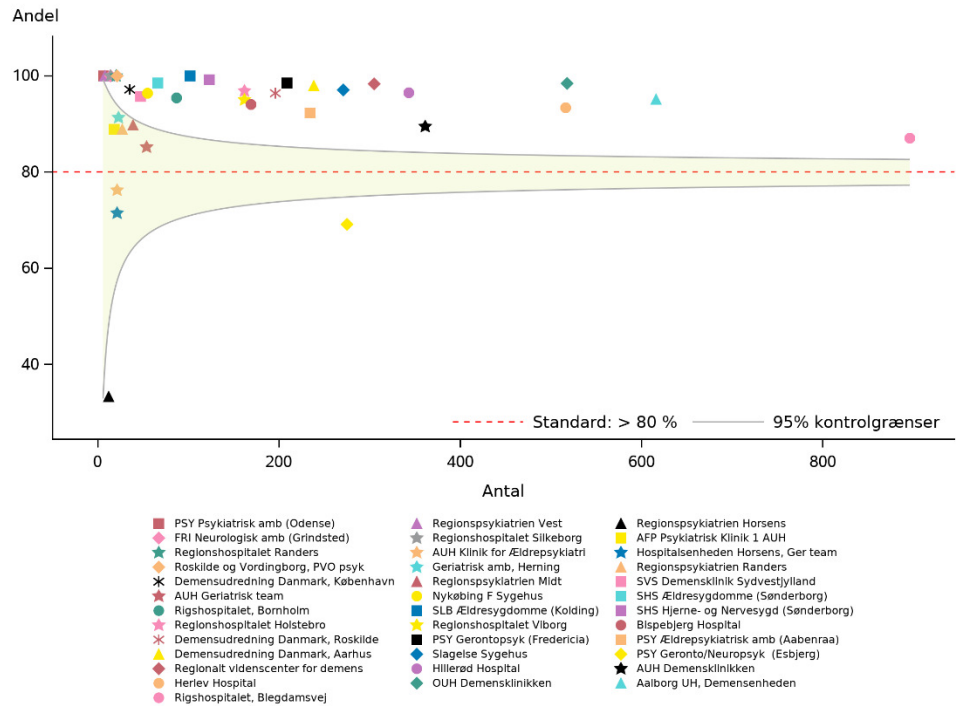 Andel
100
80
60
40
Standard: > 80 %
95% kontrolgrænser
0
200
400
600
800
Antal
PSY Psykiatrisk amb (Odense)
Regionspsykiatrien Vest
Regionspsykiatrien Horsens
FRI Neurologisk amb (Grindsted)
Regionshospitalet Silkeborg
AFP Psykiatrisk Klinik 1 AUH
Regionshospitalet Randers
AUH Klinik for Ældrepsykiatri
Hospitalsenheden Horsens, Ger team
Roskilde og Vordingborg, PVO psyk
Geriatrisk amb, Herning
Regionspsykiatrien Randers
Demensudredning Danmark, København
Regionspsykiatrien Midt
SVS Demensklinik Sydvestjylland
AUH Geriatrisk team
Nykøbing F Sygehus
SHS Ældresygdomme (Sønderborg)
Rigshospitalet, Bornholm
SLB Ældresygdomme (Kolding)
SHS Hjerne- og Nervesygd (Sønderborg)
Regionshospitalet Holstebro
Regionshospitalet Viborg
Bispebjerg Hospital
Demensudredning Danmark, Roskilde
PSY Gerontopsyk (Fredericia)
PSY Ældrepsykiatrisk amb (Aabenraa)
Demensudredning Danmark, Aarhus
Slagelse Sygehus
PSY Geronto/Neuropsyk (Esbjerg)
Regionalt videnscenter for demens
Hillerød Hospital
AUH Demensklinikken
Herlev Hospital
OUH Demensklinikken
Aalborg UH, Demensenheden
Rigshospitalet, Blegdamsvej